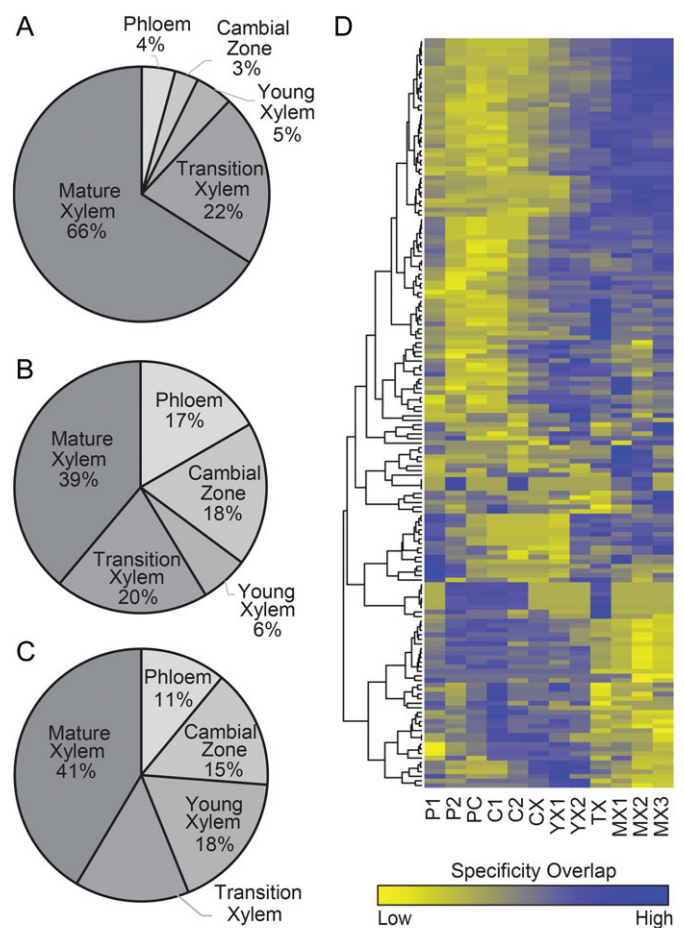 A
Phloem
4%
Cambial
Zone
3%
Young
Xylem
5%
Transition
Xylem
22%
Mature
Xylem
66%
B
Phloem
17%
Cambial
Zone
18%
Young
Xylem
6%
Transition
Xylem
20%
Mature
Xylem
39%
C
Phloem
11%
Cambial
Zone
15%
Young
Xylem
18%
Transition
Xylem
Mature
Xylem
41%
D
P1 P2 PC C1 C2 CX YX1 YX2 TX MX1 MX2 MX3
Specificity Overlap
Low High